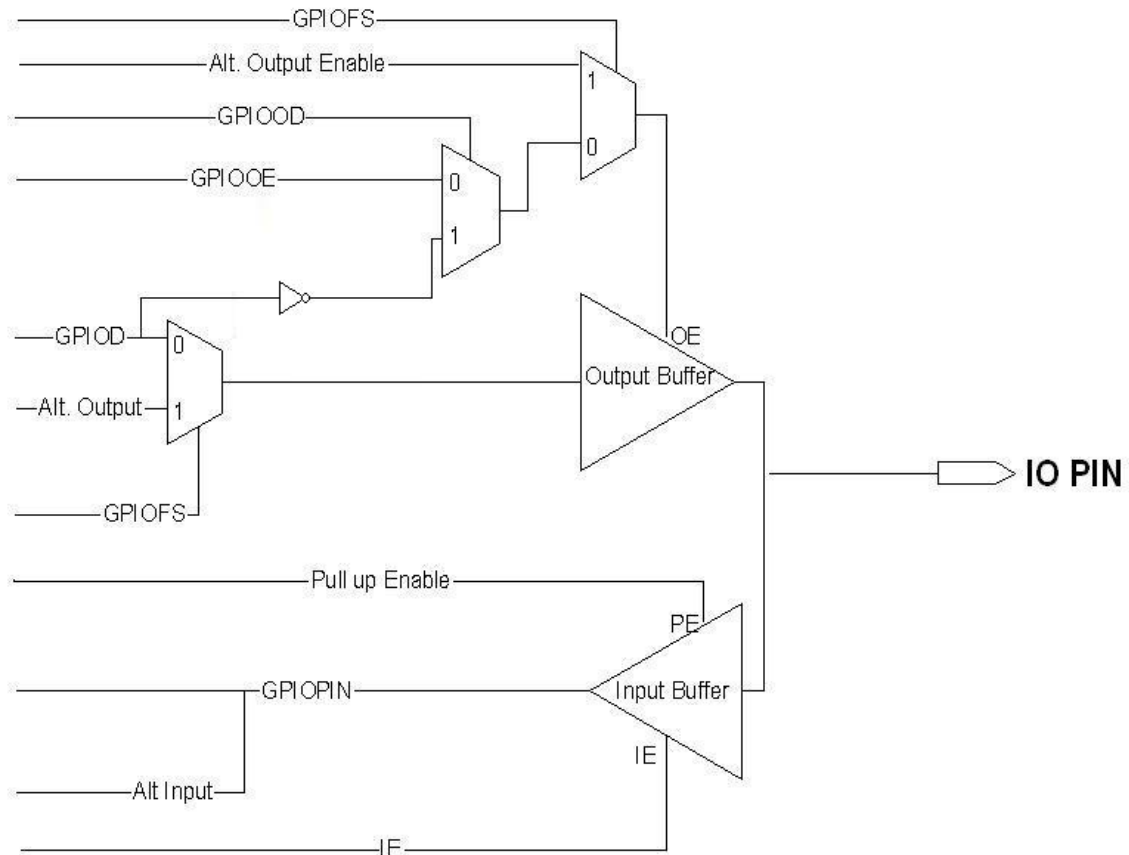 GPIOFS
Alt. Output Enable
1
GPIOOD
0
GPIOOE
0
1
GPIOD
0
OE
Output Buffer
Alt. Output
1
IO PIN
GPIOFS
Pull up Enable
PE
GPIOPIN
Input Buffer
IE
Alt Input
IE